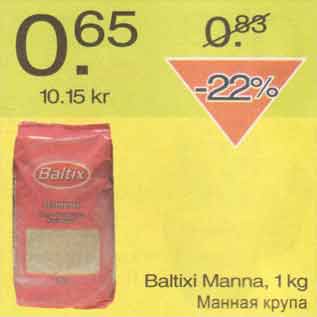 0.65
0.83
10.15 kr
-22%
Baltix
Baltixi Manna, 1 kg
Манная крупа